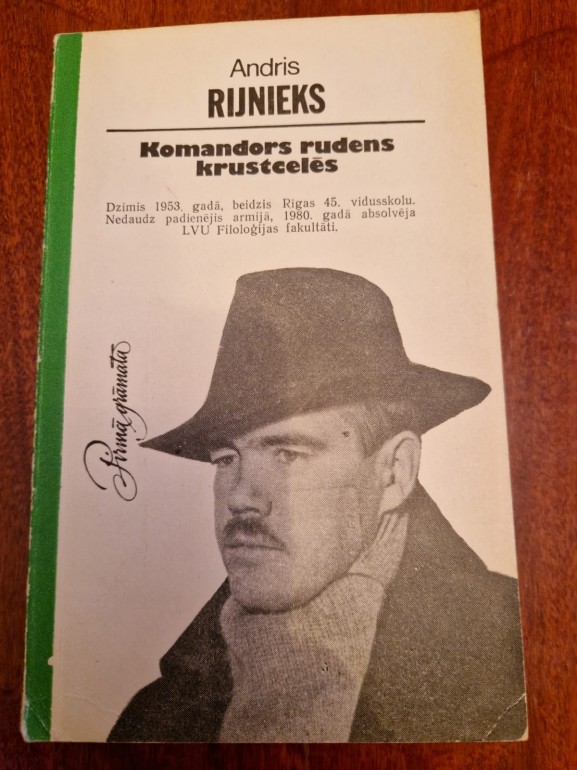 Andris
RIJNIEKS
Komandors rudens
krustcelēs
Dzimis 1953. gadā, beidzis Rīgas 45. vidusskolu.
Nedaudz padienējis armijā, 1980. gadā absolvēja
LVU Filoloģijas fakultāti.
Pirmā grāmata